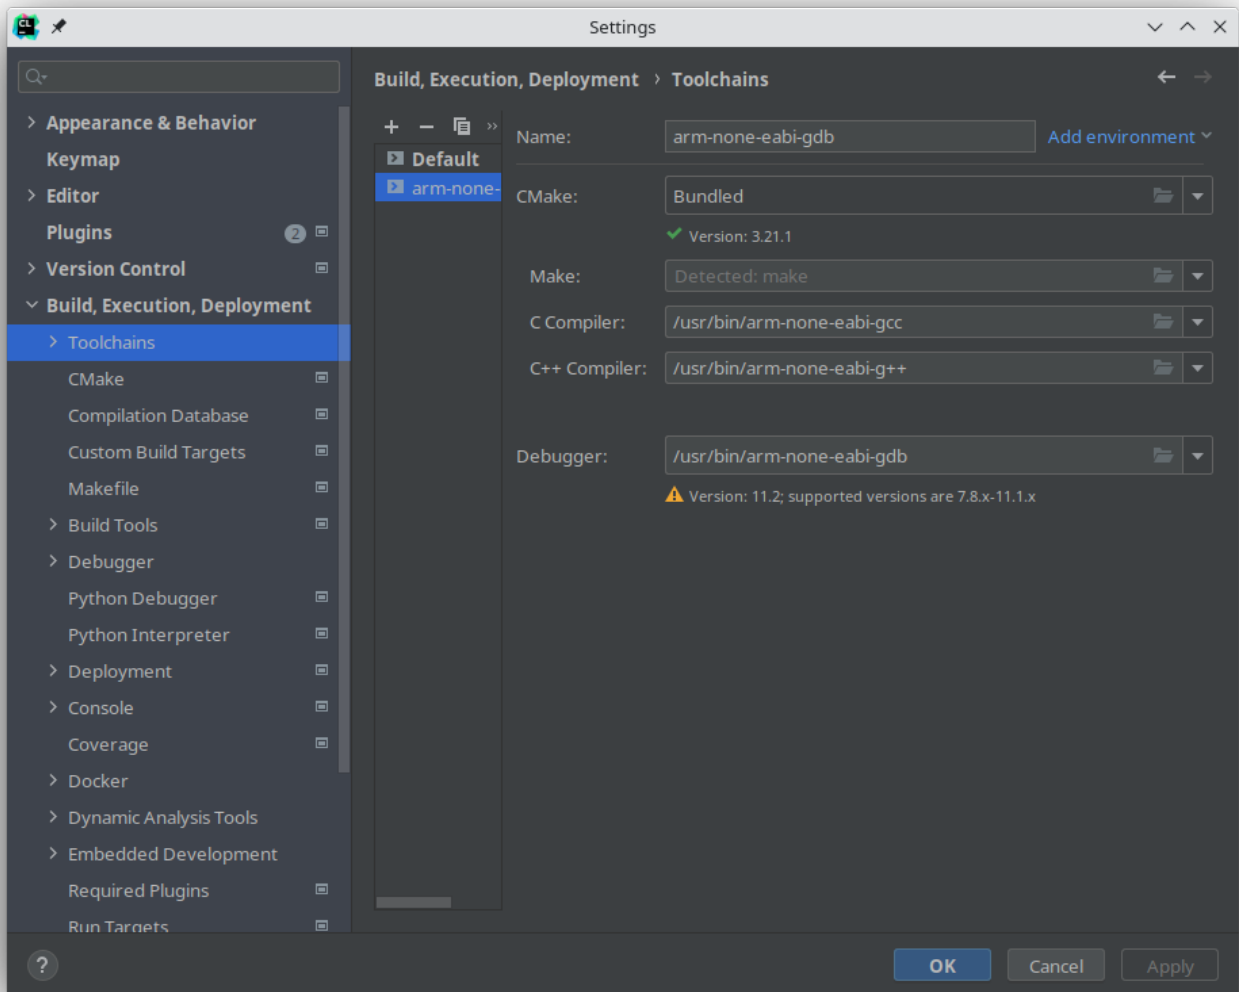 CL
Settings
Appearance & Behavior
Keymap
Editor
Plugins 2
Version Control
Build, Execution, Deployment
Toolchains
CMake
Compilation Database
Custom Build Targets
Makefile
Build Tools
Debugger
Python Debugger
Python Interpreter
Deployment
Console
Coverage
Docker
Dynamic Analysis Tools
Embedded Development
Required Plugins
Run Targets
Build, Execution, Deployment › Toolchains
Default
arm-none-
Name: arm-none-eabi-gdb Add environment
CMake: Bundled
Version: 3.21.1
Make: Detected: make
C Compiler: /usr/bin/arm-none-eabi-gcc
C++ Compiler: /usr/bin/arm-none-eabi-g++
Debugger: /usr/bin/arm-none-eabi-gdb
Version: 11.2; supported versions are 7.8.x-11.1.x
? OK Cancel Apply